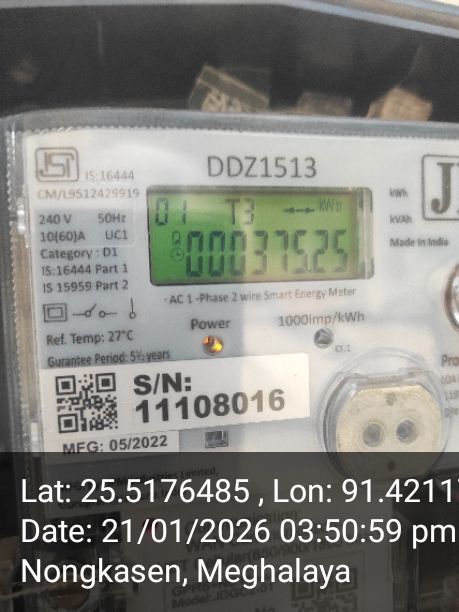 DDZ1513
IS:16444
CM/L9512429919
240 V 50Hz
10(60)A UC1
Category : D1
IS:16444 Part 1
IS 15959 Part 2
01 T3 kWh
000375.25
kWh
kVAh
Made in India
AC 1 -Phase 2 wire Smart Energy Meter
Power
1000imp/kWh
Ref. Temp: 27°C
Gurantee Period: 5½ years
S/N:
11108016
MFG: 05/2022
Lat: 25.5176485 , Lon: 91.4211
Date: 21/01/2026 03:50:59 pm
Nongkasen, Meghalaya